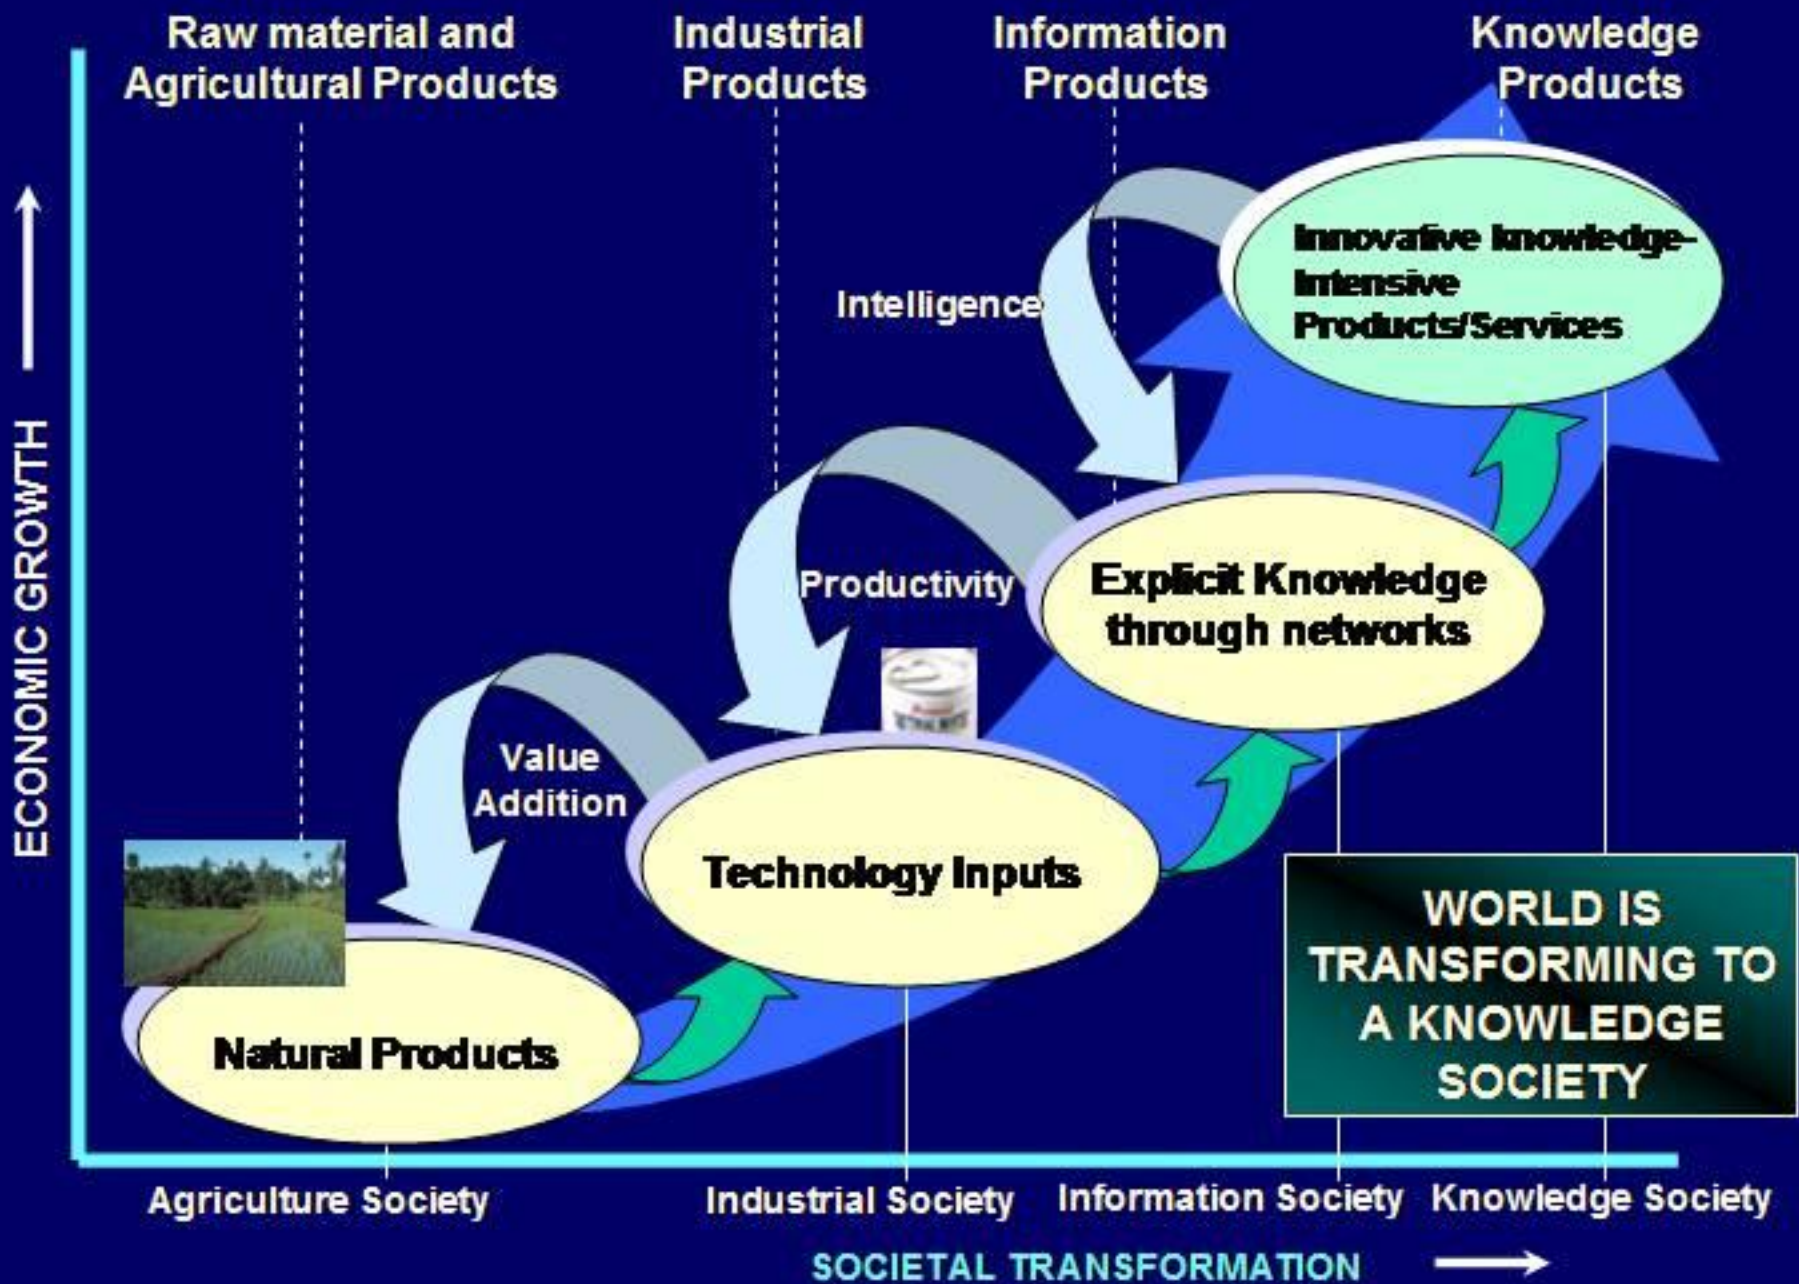 Raw material and
Agricultural Products
Industrial
Products
Information
Products
Knowledge
Products
Innovative knowledge-
Intensive
Products/Services
Intelligence
Explicit Knowledge
through networks
Productivity
Value
Addition
Technology Inputs
Natural Products
ECONOMIC GROWTH
WORLD IS
TRANSFORMING TO
A KNOWLEDGE
SOCIETY
Agriculture Society
Industrial Society
Information Society
Knowledge Society
SOCIETAL TRANSFORMATION